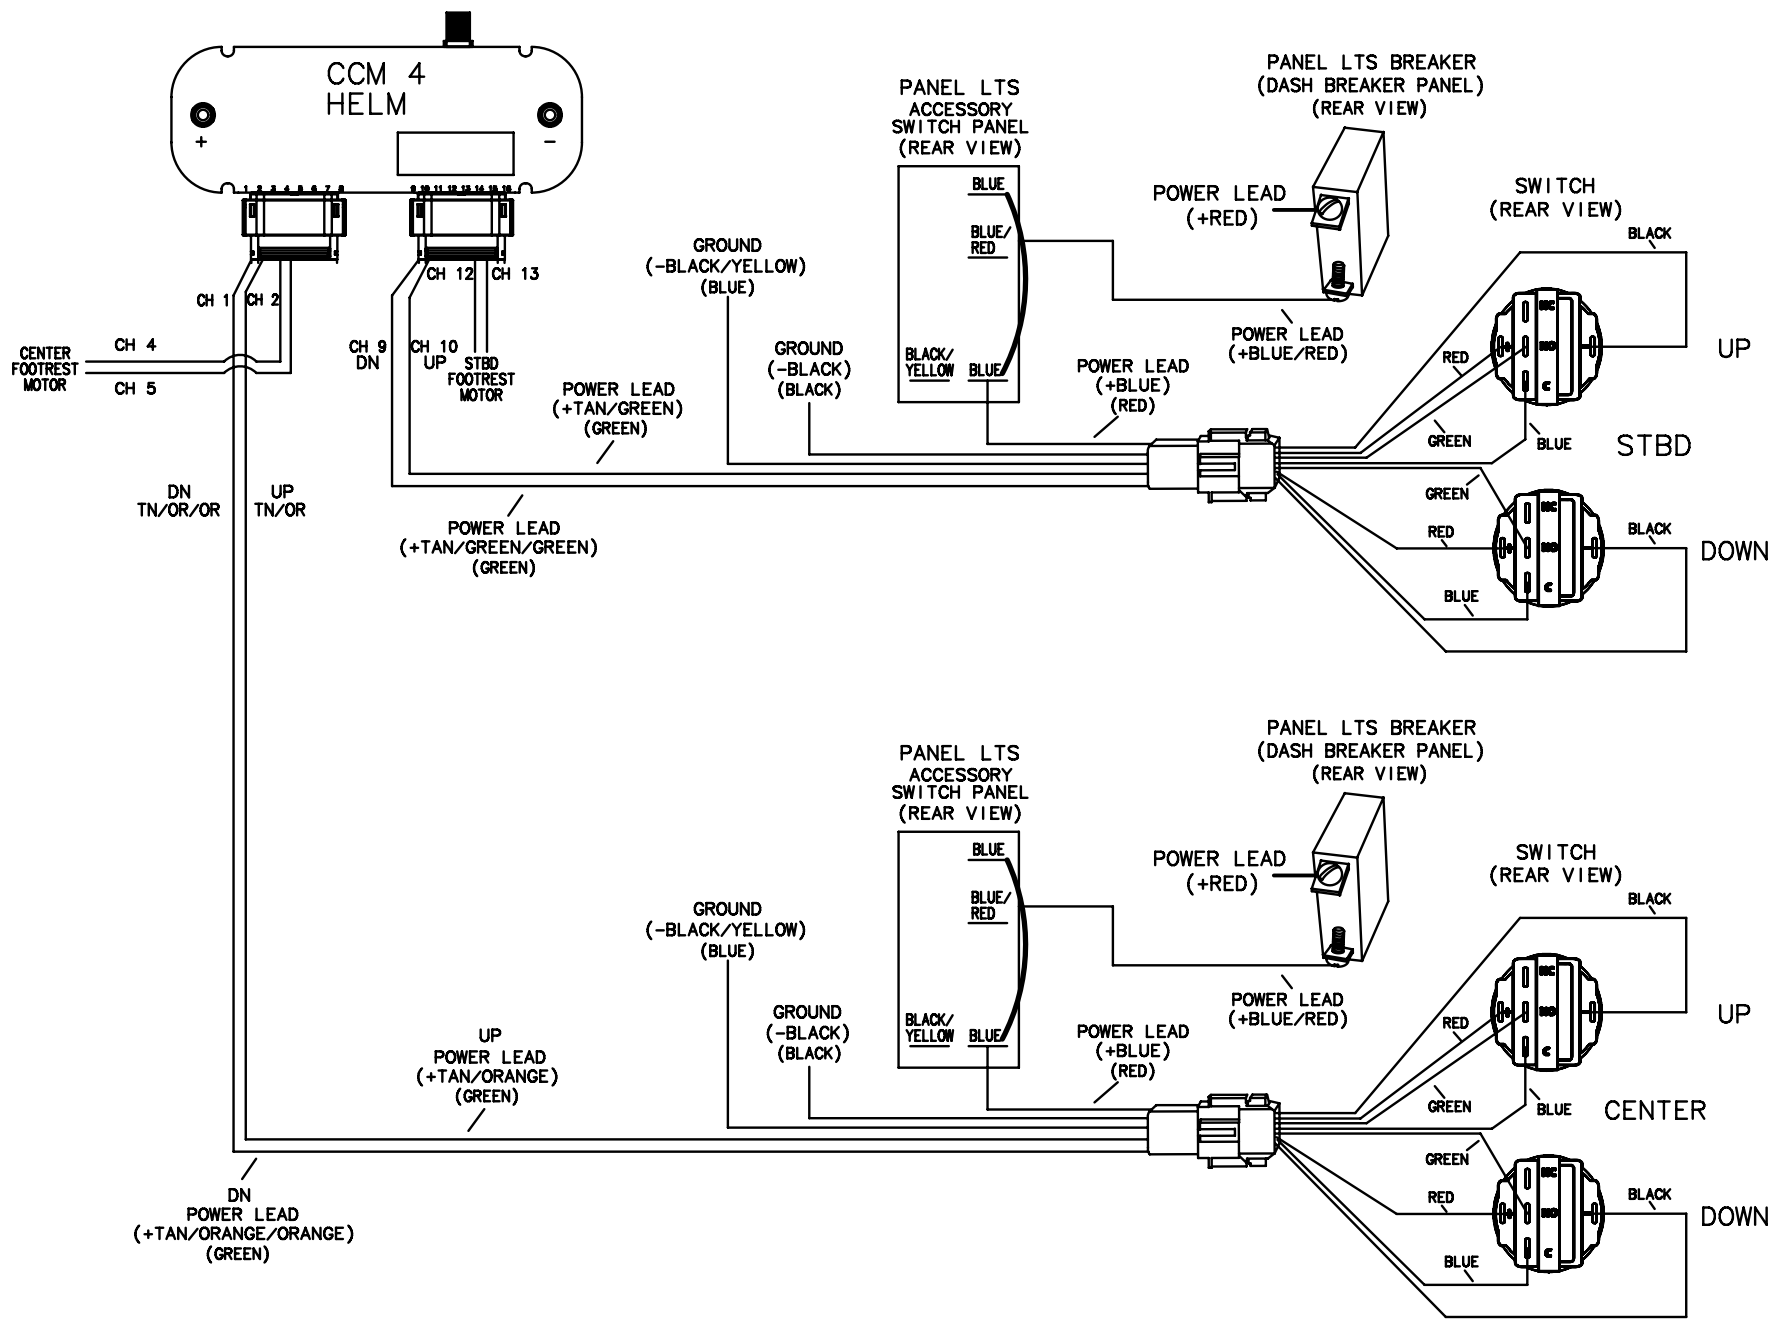 CCM 4
HELM
+
-
1 2 3 4 5 6 7 8
9 10 11 12 13 14 15 16
CH 1
CH 2
CH 12
CH 13
CH 4
CH 5
CENTER
FOOTREST
MOTOR
CH 9
DN
CH 10
UP
STBD
FOOTREST
MOTOR
DN
TN/OR/OR
UP
TN/OR
GROUND
(-BLACK/YELLOW)
(BLUE)
GROUND
(-BLACK)
(BLACK)
POWER LEAD
(+TAN/GREEN)
(GREEN)
POWER LEAD
(+TAN/GREEN/GREEN)
(GREEN)
PANEL LTS
ACCESSORY
SWITCH PANEL
(REAR VIEW)
BLUE
BLUE/
RED
BLACK/
YELLOW
BLUE
POWER LEAD
(+BLUE)
(RED)
PANEL LTS BREAKER
(DASH BREAKER PANEL)
(REAR VIEW)
POWER LEAD
(+RED)
POWER LEAD
(+BLUE/RED)
SWITCH
(REAR VIEW)
BLACK
NC
NO
C
RED
GREEN
BLUE
UP
STBD
GREEN
RED
BLUE
NC
NO
C
BLACK
DOWN
PANEL LTS
ACCESSORY
SWITCH PANEL
(REAR VIEW)
BLUE
BLUE/
RED
BLACK/
YELLOW
BLUE
GROUND
(-BLACK/YELLOW)
(BLUE)
GROUND
(-BLACK)
(BLACK)
POWER LEAD
(+BLUE)
(RED)
PANEL LTS BREAKER
(DASH BREAKER PANEL)
(REAR VIEW)
POWER LEAD
(+RED)
POWER LEAD
(+BLUE/RED)
SWITCH
(REAR VIEW)
BLACK
NC
NO
C
RED
GREEN
BLUE
UP
CENTER
GREEN
RED
BLUE
NC
NO
C
BLACK
DOWN
UP
POWER LEAD
(+TAN/ORANGE)
(GREEN)
DN
POWER LEAD
(+TAN/ORANGE/ORANGE)
(GREEN)